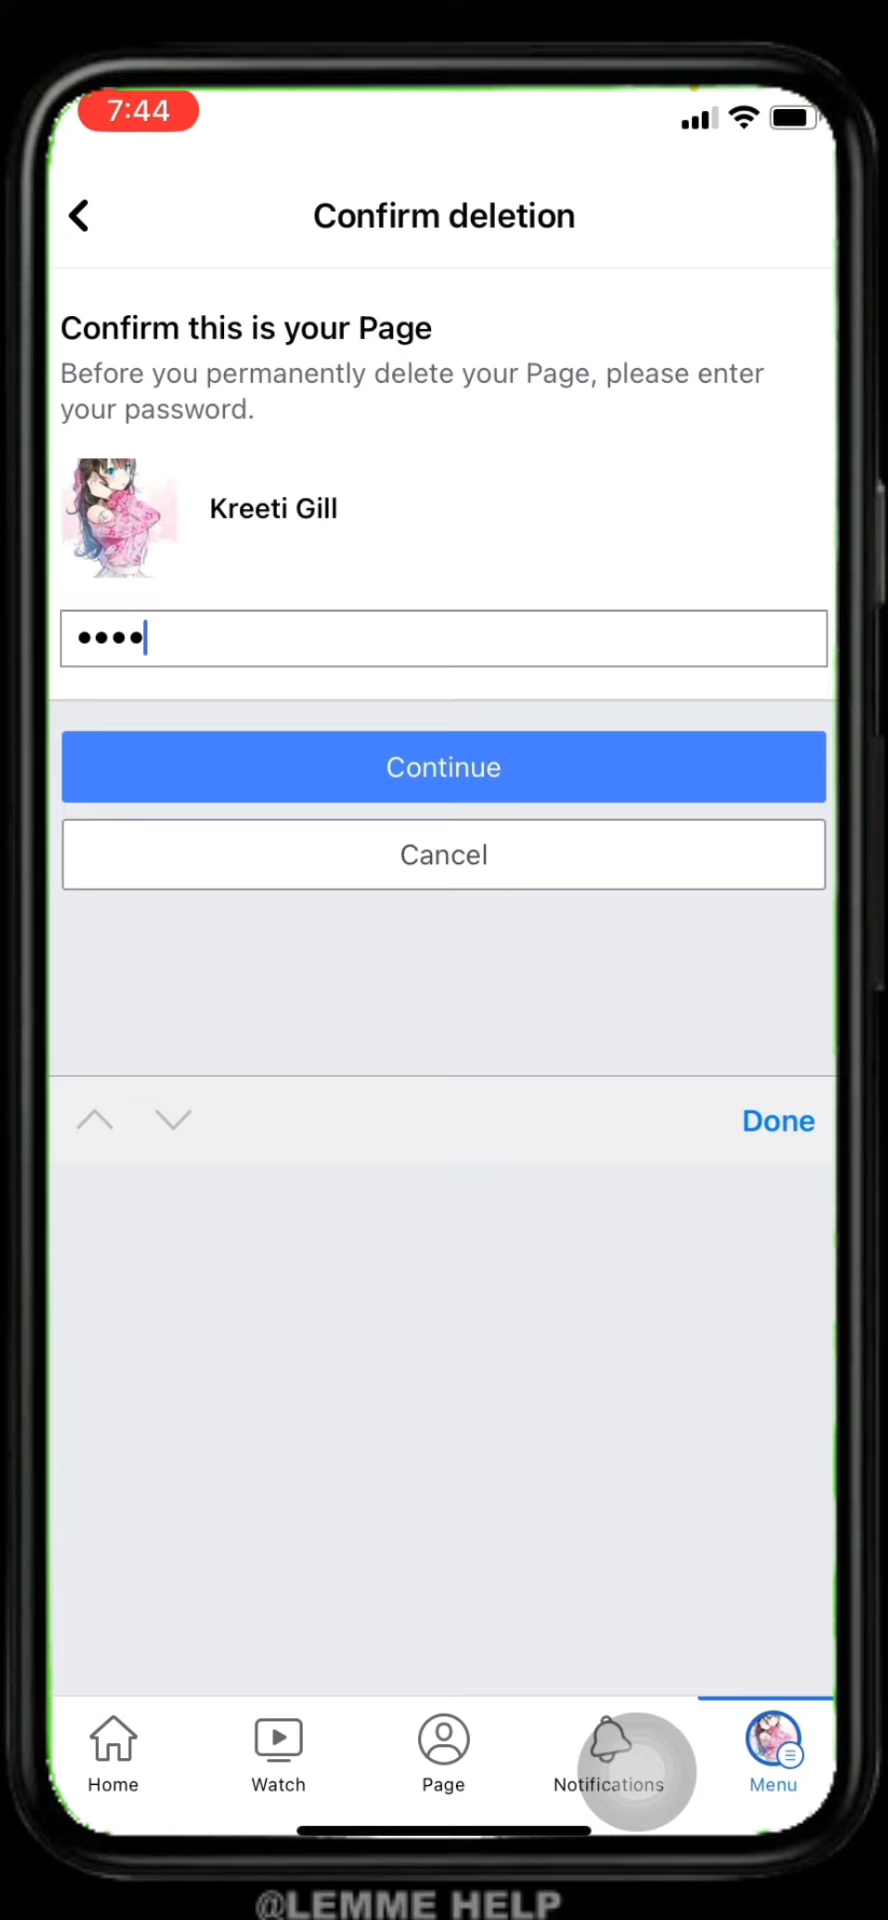 7:44
Confirm deletion
Confirm this is your Page
Before you permanently delete your Page, please enter
your password.
Kreeti Gill
••••
Continue
Cancel
Done
Home
Watch
Page
Notifications
Menu
@LEMME HELP